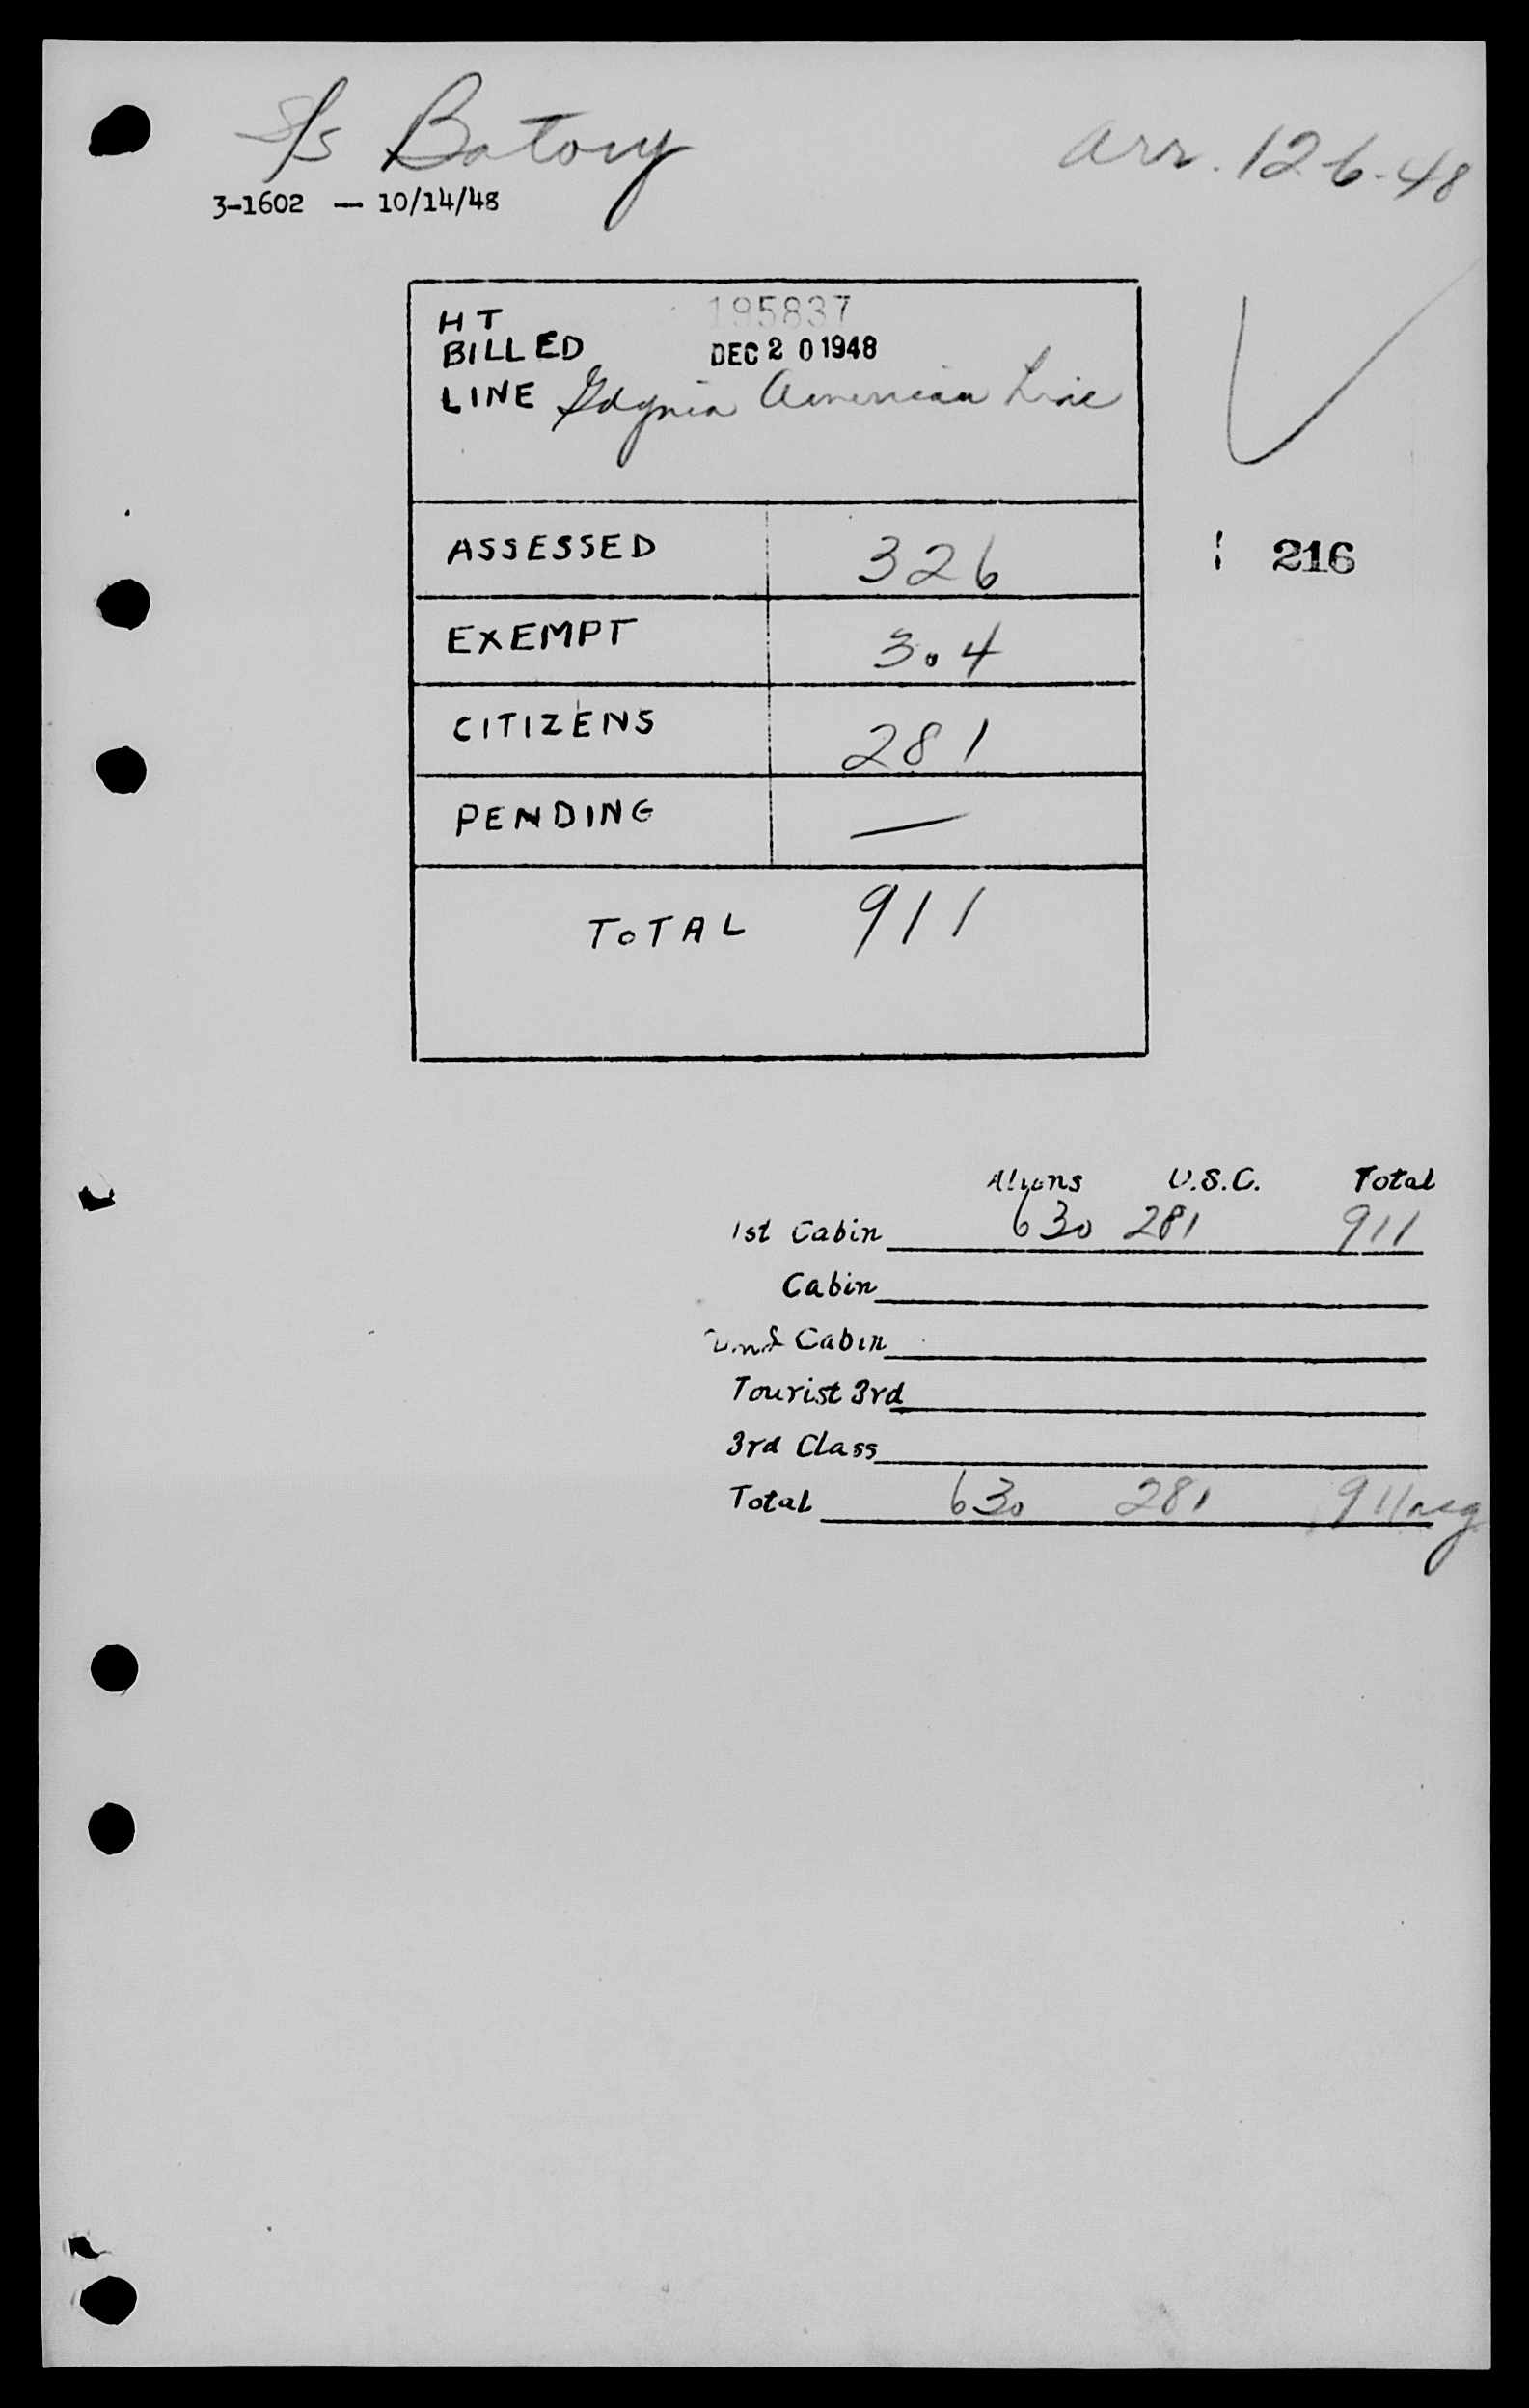 S/S Batory arr. 12-6-48
3-1602 — 10/14/48
195837
HT
BILLED DEC 20 1948
LINE Gdynia American Line
ASSESSED 326
216
EXEMPT 304
CITIZENS 281
PENDING —
TOTAL 911
Aliens U.S.C. Total
1st Cabin 630 281 911
Cabin
2nd Cabin
Tourist 3rd
3rd Class
Total 630 281 911